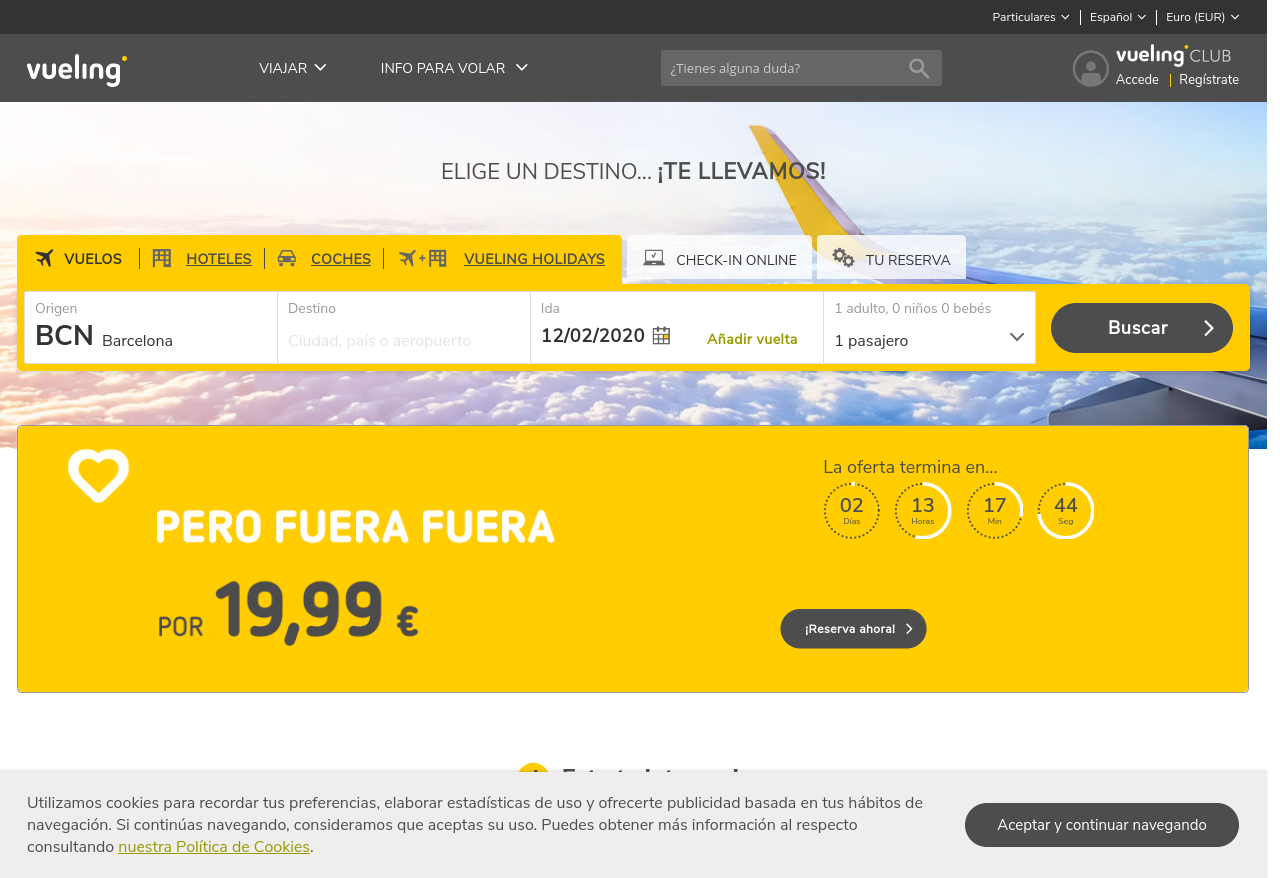 Particulares
Español
Euro (EUR)
vueling
VIAJAR
INFO PARA VOLAR
¿Tienes alguna duda?
vueling CLUB
Accede
Regístrate
ELIGE UN DESTINO... ¡TE LLEVAMOS!
VUELOS
HOTELES
COCHES
+
VUELING HOLIDAYS
CHECK-IN ONLINE
TU RESERVA
Origen
BCN Barcelona
Destino
Ciudad, país o aeropuerto
Ida
12/02/2020
Añadir vuelta
1 adulto, 0 niños 0 bebés
1 pasajero
Buscar
PERO FUERA FUERA
POR 19,99 €
La oferta termina en...
02
Días
13
Horas
17
Min
44
Seg
¡Reserva ahora!
Utilizamos cookies para recordar tus preferencias, elaborar estadísticas de uso y ofrecerte publicidad basada en tus hábitos de
navegación. Si continúas navegando, consideramos que aceptas su uso. Puedes obtener más información al respecto
consultando nuestra Política de Cookies.
Aceptar y continuar navegando